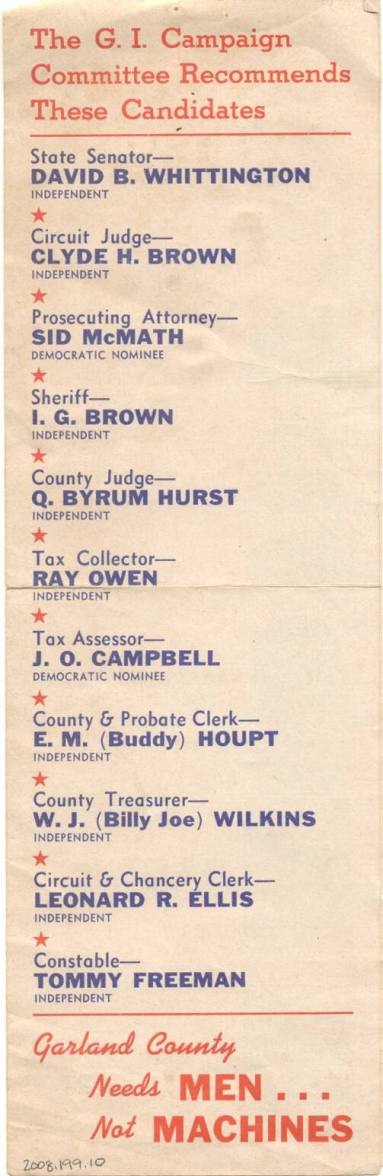 The G. I. Campaign
Committee Recommends
These Candidates
State Senator—
DAVID B. WHITTINGTON
INDEPENDENT
Circuit Judge—
CLYDE H. BROWN
INDEPENDENT
Prosecuting Attorney—
SID McMATH
DEMOCRATIC NOMINEE
Sheriff—
I. G. BROWN
INDEPENDENT
County Judge—
Q. BYRUM HURST
INDEPENDENT
Tax Collector—
RAY OWEN
INDEPENDENT
Tax Assessor—
J. O. CAMPBELL
DEMOCRATIC NOMINEE
County & Probate Clerk—
E. M. (Buddy) HOUPT
INDEPENDENT
County Treasurer—
W. J. (Billy Joe) WILKINS
INDEPENDENT
Circuit & Chancery Clerk—
LEONARD R. ELLIS
INDEPENDENT
Constable—
TOMMY FREEMAN
INDEPENDENT
Garland County
Needs MEN . . .
Not MACHINES
2008.199.10